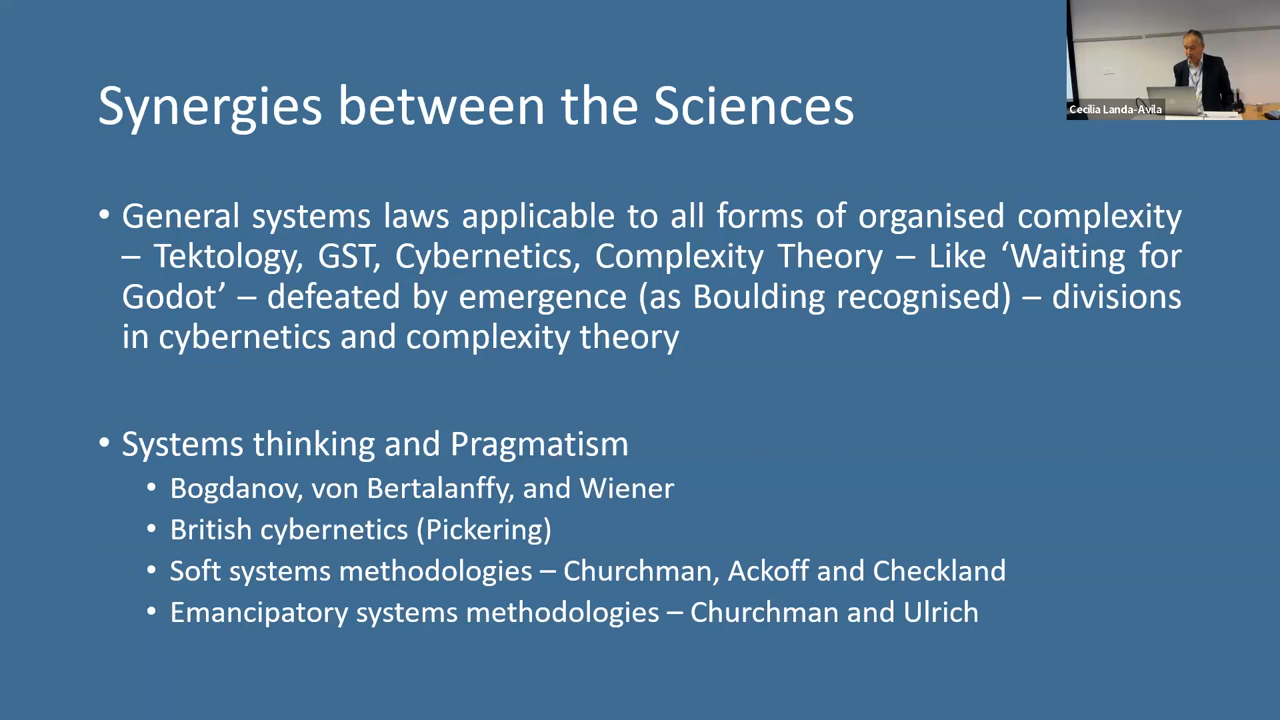 Synergies between the Sciences
Cecilia Landa-Avila
• General systems laws applicable to all forms of organised complexity
– Tektology, GST, Cybernetics, Complexity Theory – Like ‘Waiting for
Godot’ – defeated by emergence (as Boulding recognised) – divisions
in cybernetics and complexity theory
• Systems thinking and Pragmatism
• Bogdanov, von Bertalanffy, and Wiener
• British cybernetics (Pickering)
• Soft systems methodologies – Churchman, Ackoff and Checkland
• Emancipatory systems methodologies – Churchman and Ulrich